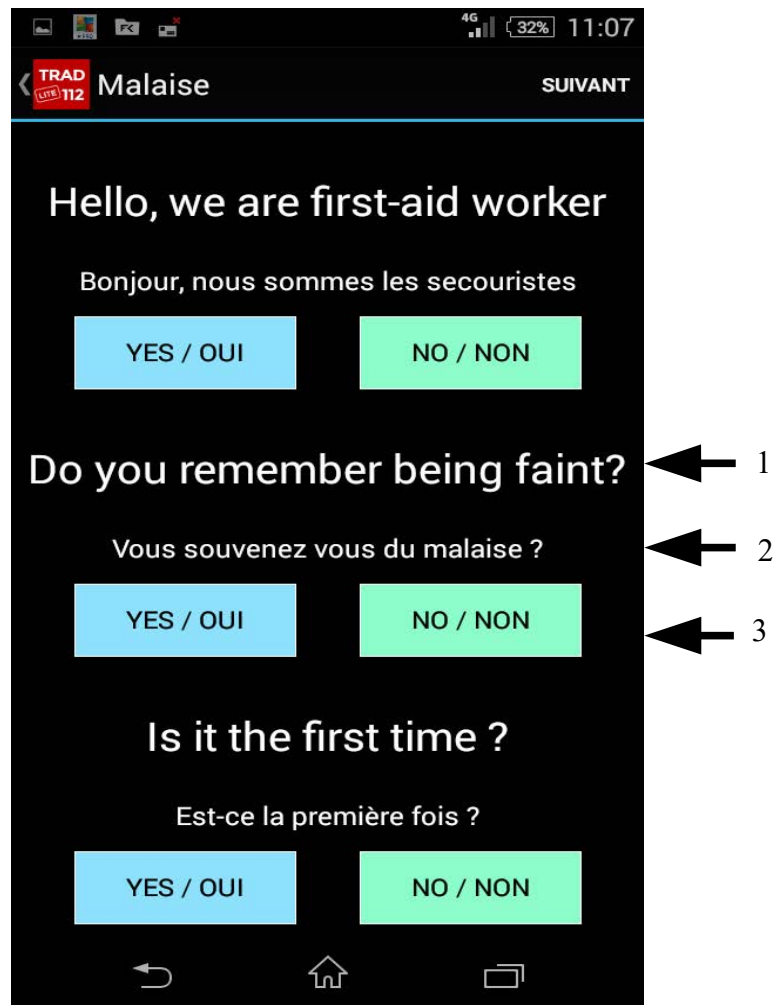 4G 32% 11:07
TRAD LITE 112 Malaise SUIVANT
Hello, we are first-aid worker
Bonjour, nous sommes les secouristes
YES / OUI NO / NON
Do you remember being faint? 1
Vous souvenez vous du malaise ? 2
YES / OUI NO / NON 3
Is it the first time ?
Est-ce la première fois ?
YES / OUI NO / NON